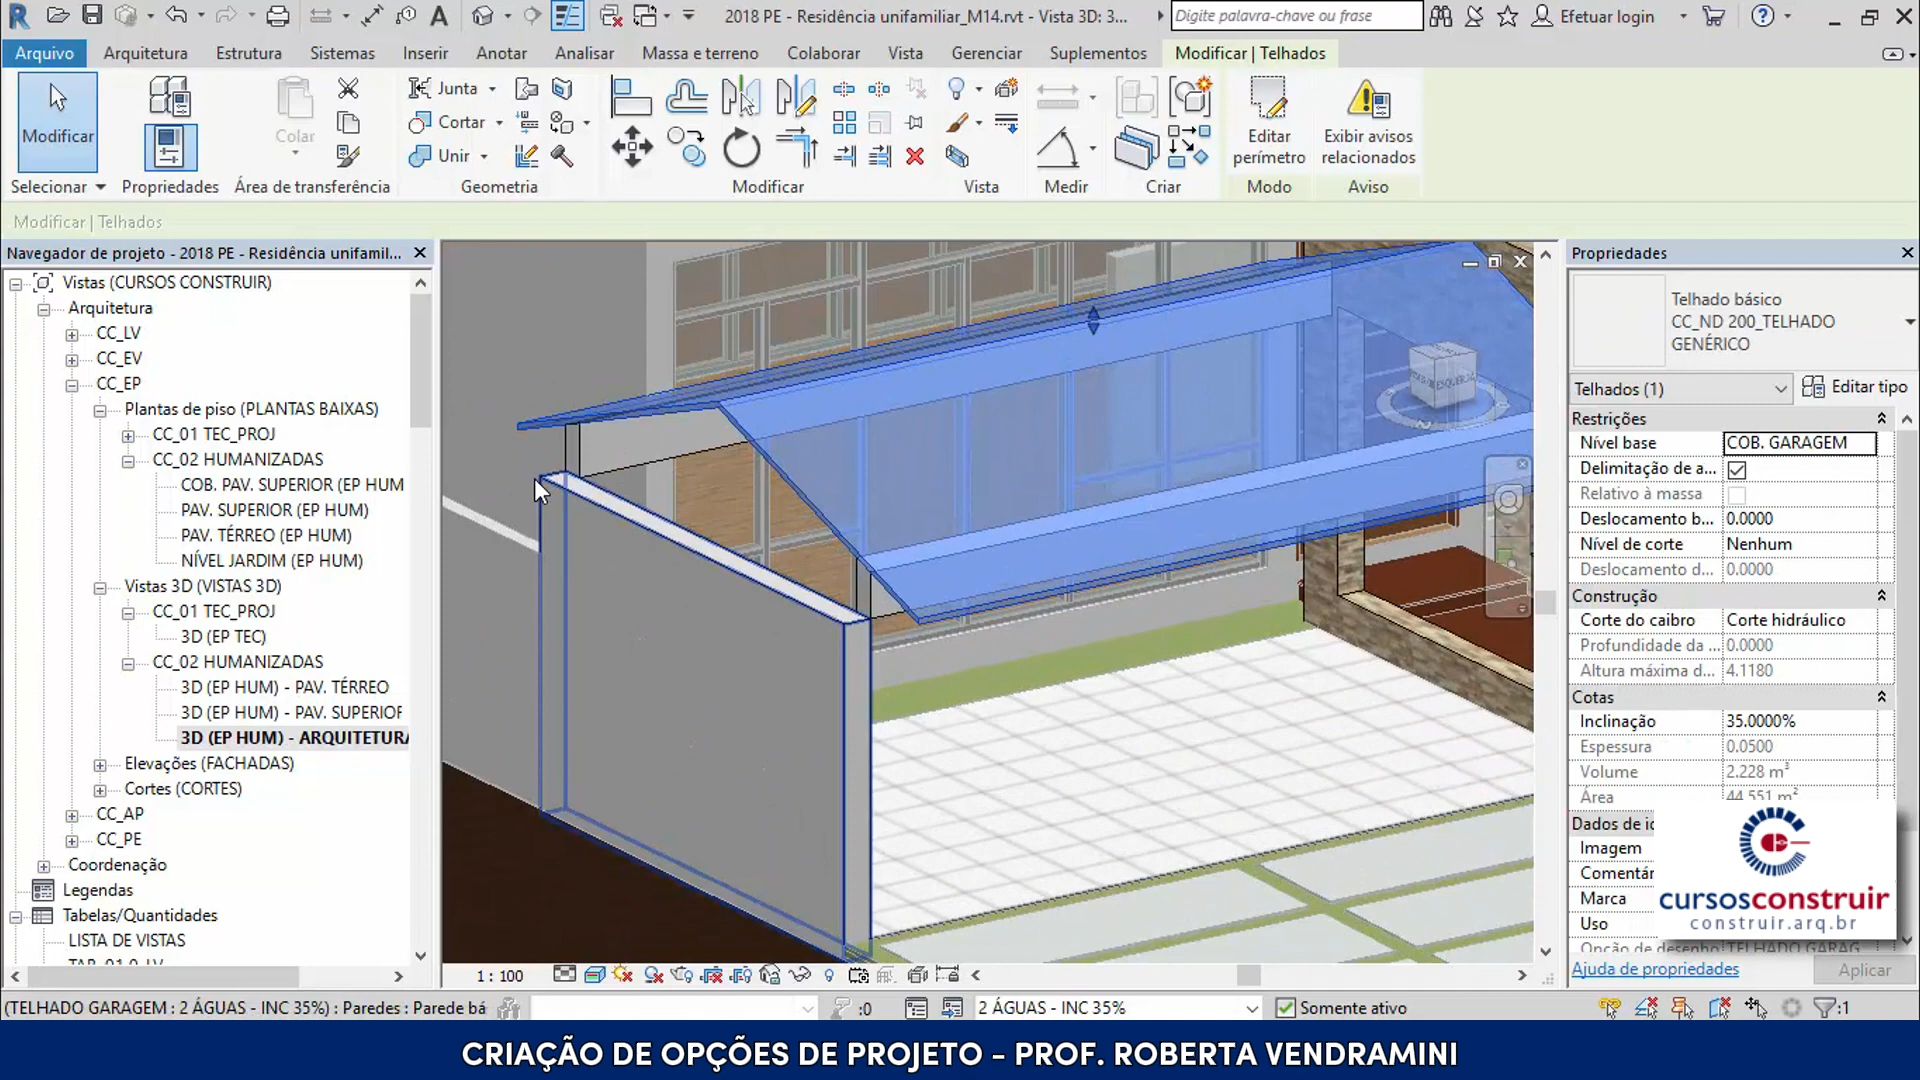 2018 PE - Residência unifamiliar_M14.rvt - Vista 3D: 3...
Digite palavra-chave ou frase
Efetuar login
Arquivo
Arquitetura
Estrutura
Sistemas
Inserir
Anotar
Analisar
Massa e terreno
Colaborar
Vista
Gerenciar
Suplementos
Modificar | Telhados
Modificar
Colar
Junta
Cortar
Unir
Editar perímetro
Exibir avisos relacionados
Selecionar
Propriedades
Área de transferência
Geometria
Modificar
Vista
Medir
Criar
Modo
Aviso
Modificar | Telhados
Navegador de projeto - 2018 PE - Residência unifamil...
Vistas (CURSOS CONSTRUIR)
Arquitetura
CC_LV
CC_EV
CC_EP
Plantas de piso (PLANTAS BAIXAS)
CC_01 TEC_PROJ
CC_02 HUMANIZADAS
COB. PAV. SUPERIOR (EP HUM
PAV. SUPERIOR (EP HUM)
PAV. TÉRREO (EP HUM)
NÍVEL JARDIM (EP HUM)
Vistas 3D (VISTAS 3D)
CC_01 TEC_PROJ
3D (EP TEC)
CC_02 HUMANIZADAS
3D (EP HUM) - PAV. TÉRREO
3D (EP HUM) - PAV. SUPERIOR
3D (EP HUM) - ARQUITETURA
Elevações (FACHADAS)
Cortes (CORTES)
CC_AP
CC_PE
Coordenação
Legendas
Tabelas/Quantidades
LISTA DE VISTAS
Propriedades
Telhado básico
CC_ND 200_TELHADO
GENÉRICO
Telhados (1)
Editar tipo
Restrições
Nível base COB. GARAGEM
Delimitação de a...
Relativo à massa
Deslocamento b... 0.0000
Nível de corte Nenhum
Deslocamento d... 0.0000
Construção
Corte do caibro Corte hidráulico
Profundidade da ... 0.0000
Altura máxima d... 4.1180
Cotas
Inclinação 35.0000%
Espessura 0.0500
Volume 2.228 m³
Área 44.551 m²
Dados de ic
Imagem
Comentár
Marca
Uso
Opção de desenho TELHADO GARAG
Ajuda de propriedades
Aplicar
cursosconstruir
construir.arq.br
1 : 100
(TELHADO GARAGEM : 2 ÁGUAS - INC 35%) : Paredes : Parede bá
:0
2 ÁGUAS - INC 35%
Somente ativo
:1
CRIAÇÃO DE OPÇÕES DE PROJETO - PROF. ROBERTA VENDRAMINI